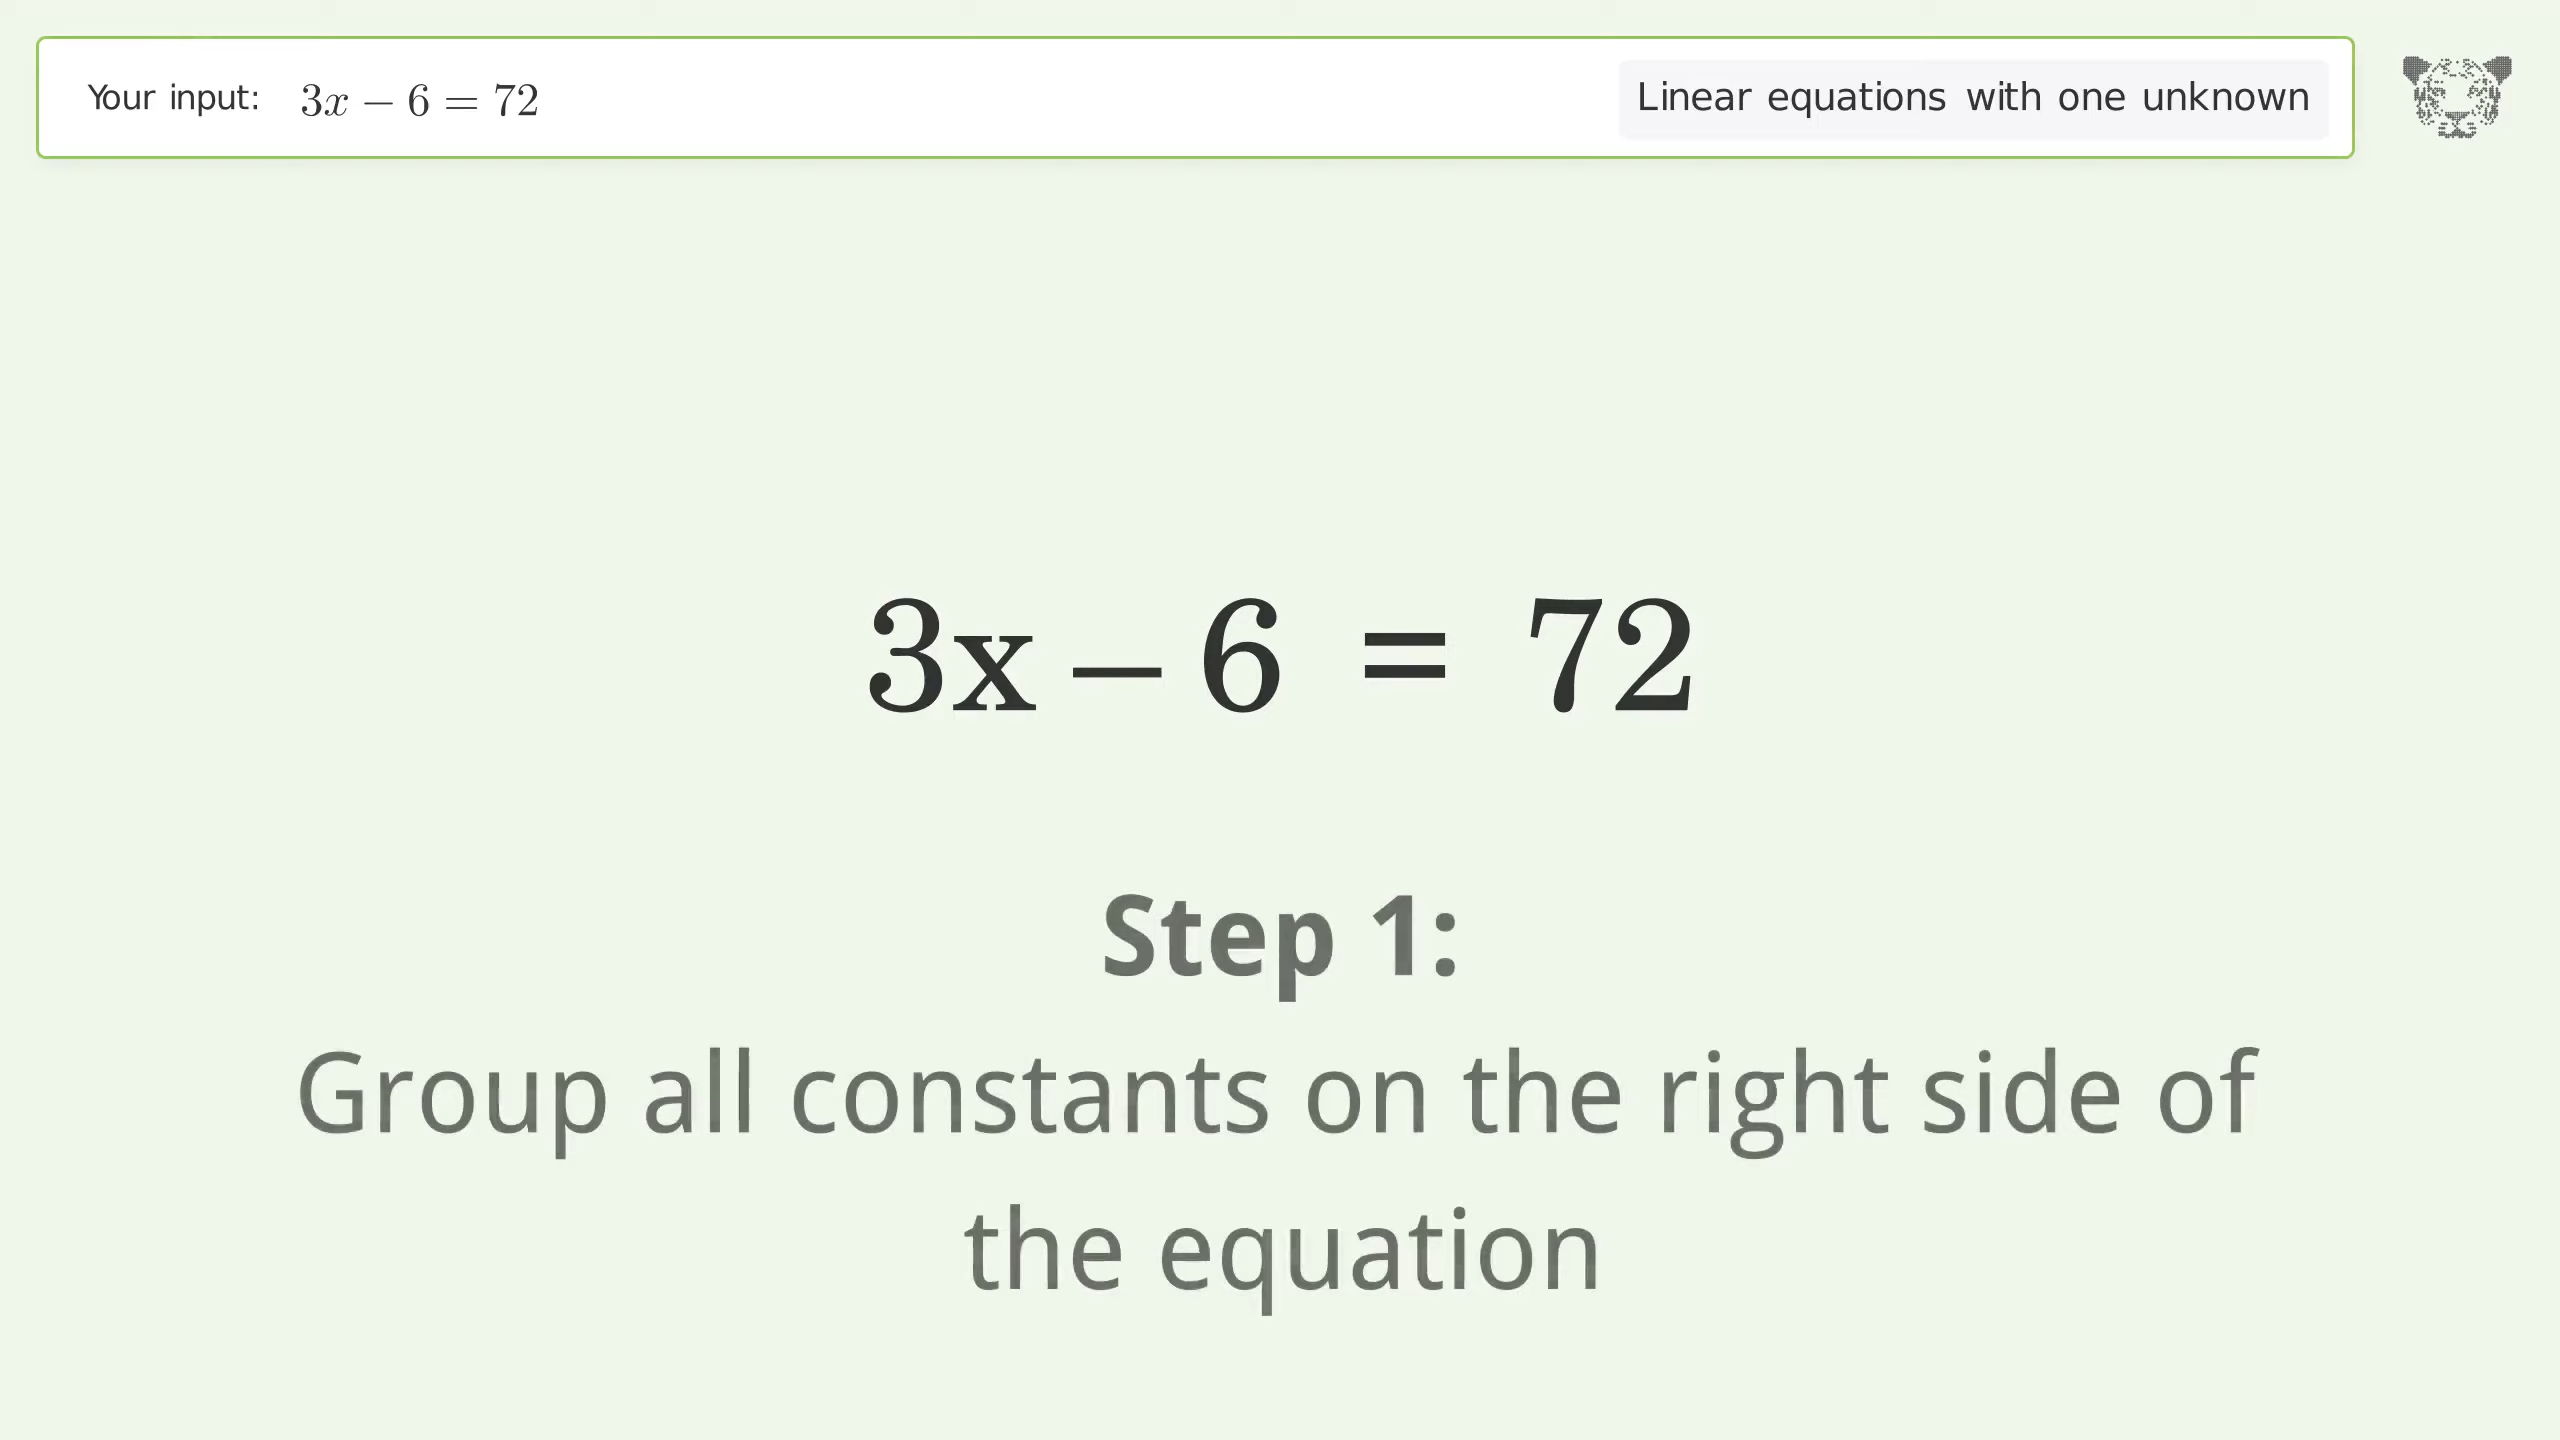 Your input: 3x − 6 = 72
Linear equations with one unknown
3x – 6 = 72
Step 1:
Group all constants on the right side of
the equation